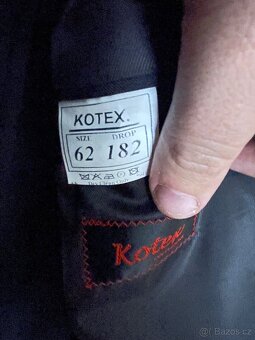 KOTEX.
SIZE DROP
62 182
Kotex
© Bazos.cz